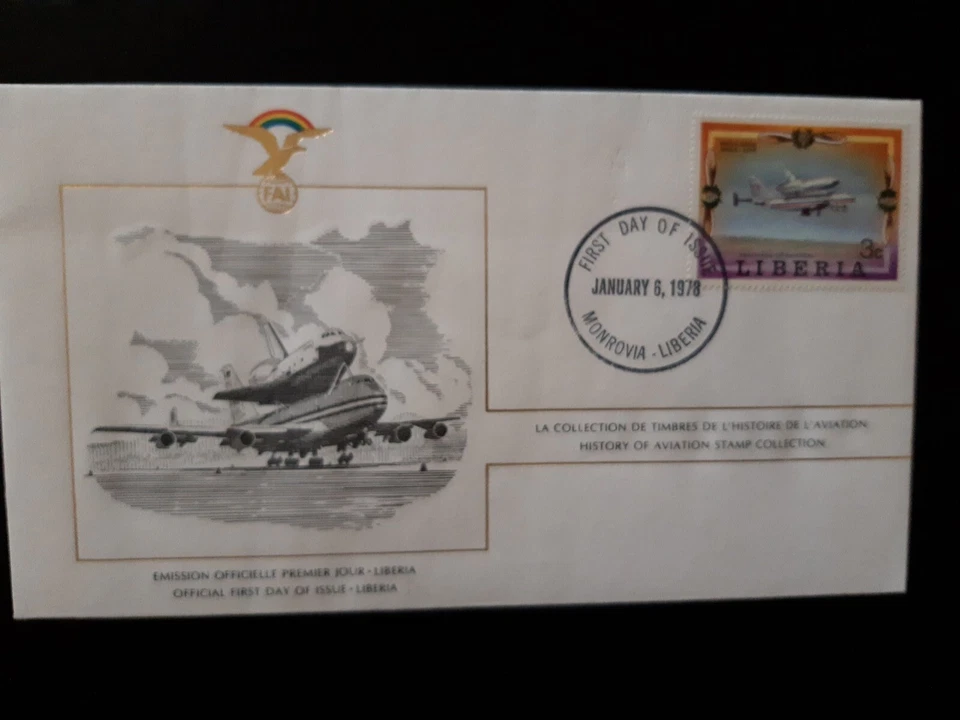 FAI
FIRST DAY OF ISSUE
JANUARY 6, 1978
MONROVIA - LIBERIA
3c
LIBERIA
LA COLLECTION DE TIMBRES DE L'HISTOIRE DE L'AVIATION
HISTORY OF AVIATION STAMP COLLECTION
EMISSION OFFICIELLE PREMIER JOUR - LIBERIA
OFFICIAL FIRST DAY OF ISSUE - LIBERIA